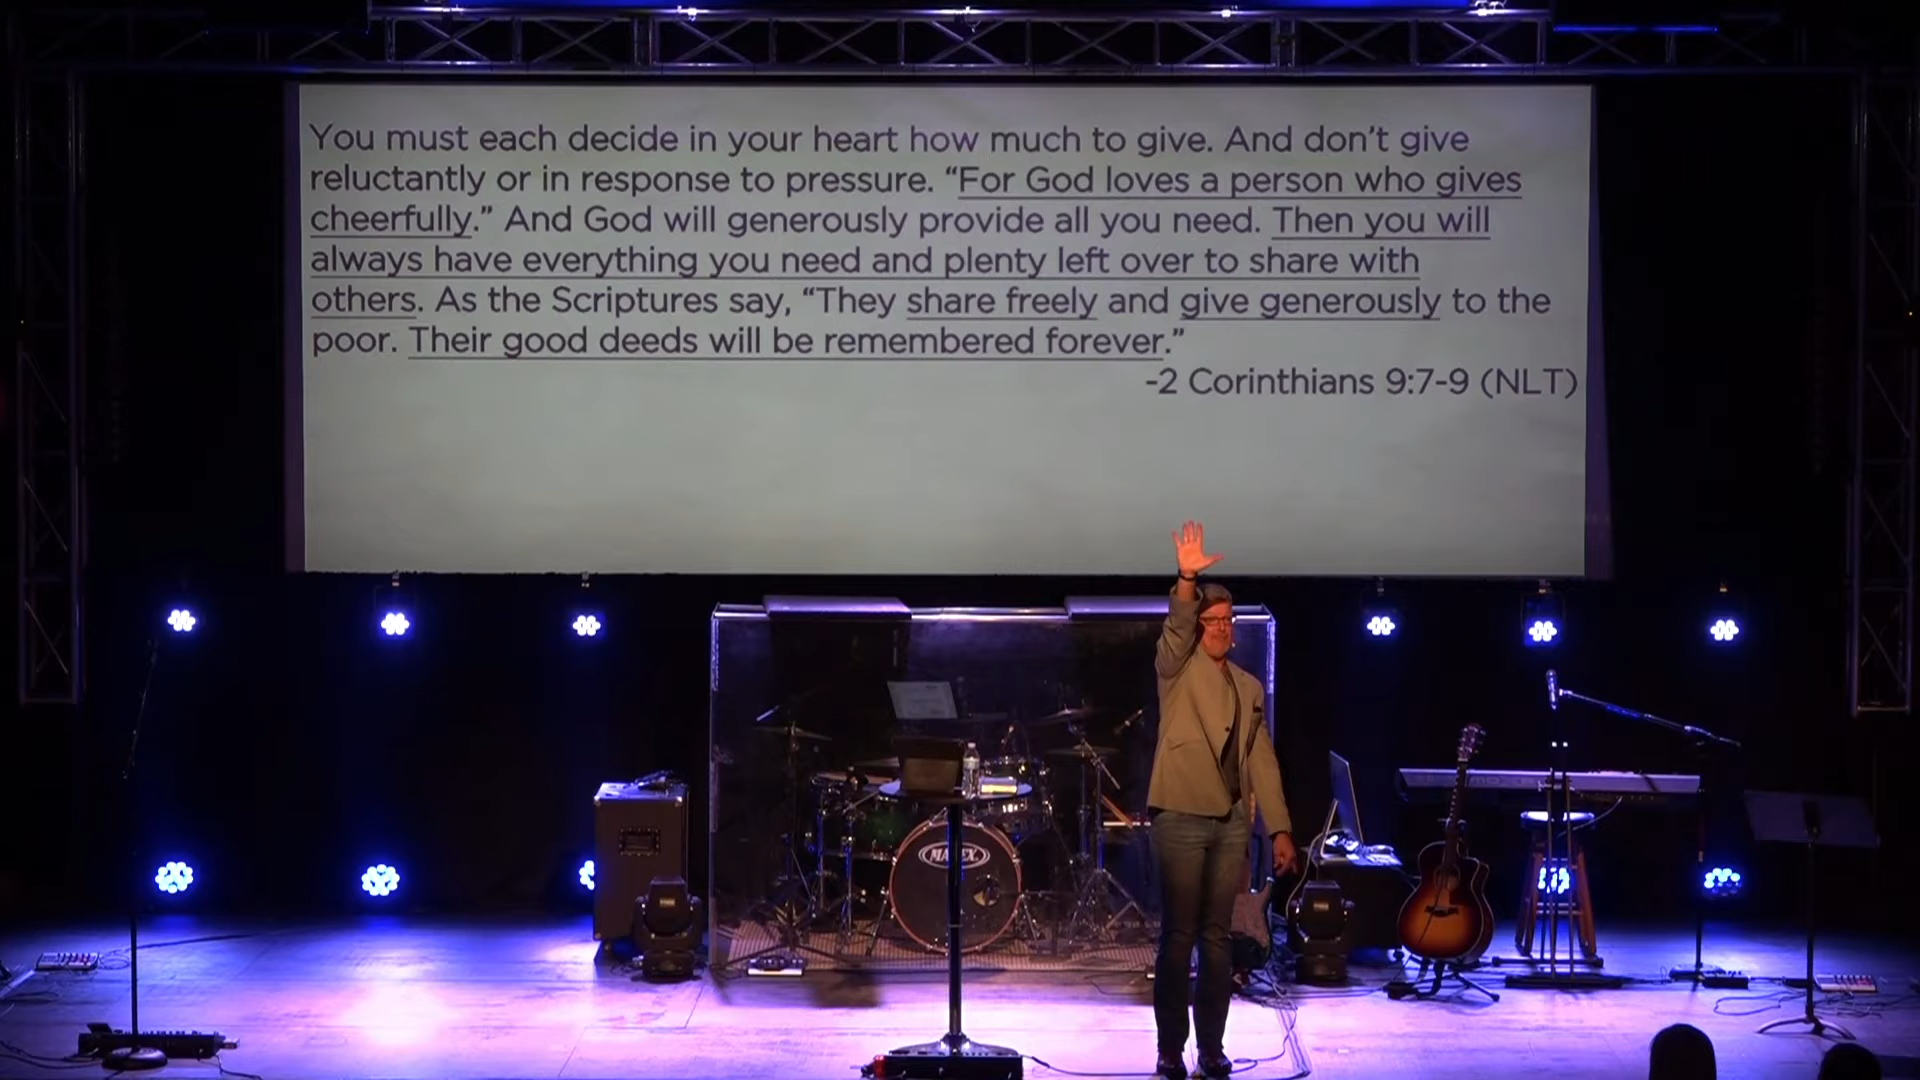 You must each decide in your heart how much to give. And don't give
reluctantly or in response to pressure. “For God loves a person who gives
cheerfully.” And God will generously provide all you need. Then you will
always have everything you need and plenty left over to share with
others. As the Scriptures say, “They share freely and give generously to the
poor. Their good deeds will be remembered forever.”
-2 Corinthians 9:7-9 (NLT)
MAPEX